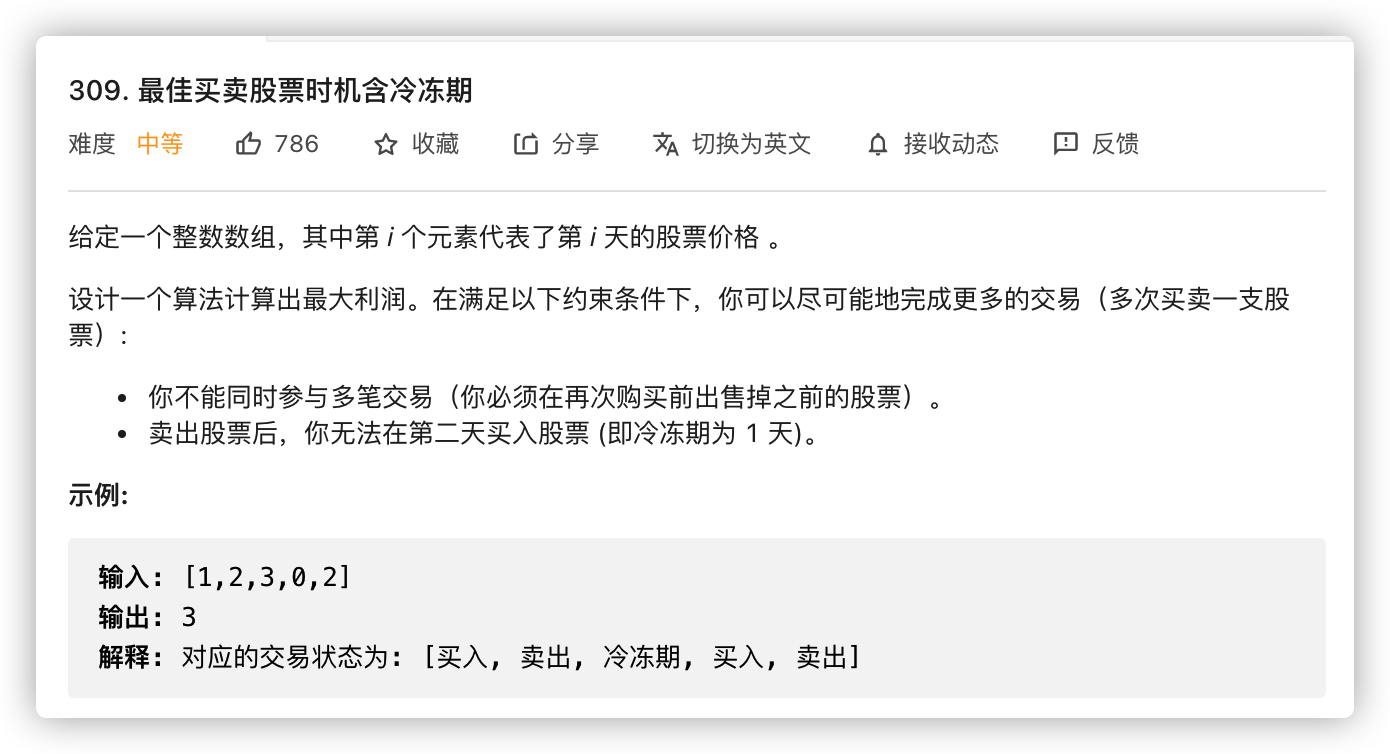 309. 最佳买卖股票时机含冷冻期
难度 中等 786 收藏 分享 切换为英文 接收动态 反馈
给定一个整数数组，其中第 i 个元素代表了第 i 天的股票价格 。
设计一个算法计算出最大利润。在满足以下约束条件下，你可以尽可能地完成更多的交易（多次买卖一支股
票）:
• 你不能同时参与多笔交易（你必须在再次购买前出售掉之前的股票）。
• 卖出股票后，你无法在第二天买入股票 (即冷冻期为 1 天)。
示例:
输入: [1,2,3,0,2]
输出: 3
解释: 对应的交易状态为: [买入, 卖出, 冷冻期, 买入, 卖出]